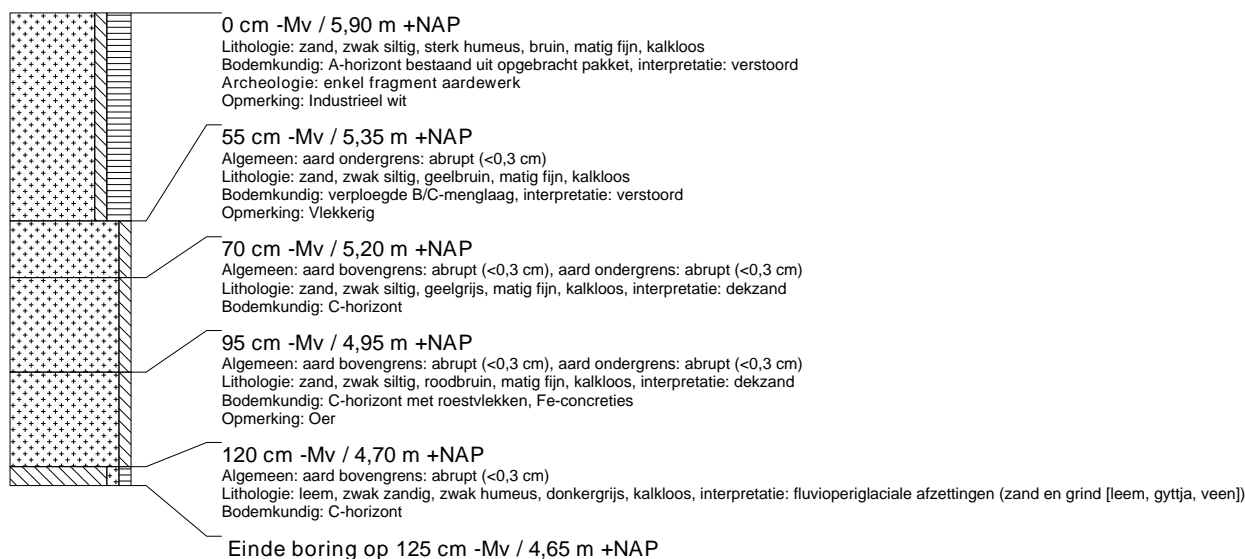 0 cm -Mv / 5,90 m +NAP
Lithologie: zand, zwak siltig, sterk humeus, bruin, matig fijn, kalkloos
Bodemkundig: A-horizont bestaand uit opgebracht pakket, interpretatie: verstoord
Archeologie: enkel fragment aardewerk
Opmerking: Industrieel wit
55 cm -Mv / 5,35 m +NAP
Algemeen: aard ondergrens: abrupt (<0,3 cm)
Lithologie: zand, zwak siltig, geelbruin, matig fijn, kalkloos
Bodemkundig: verploegde B/C-menglaag, interpretatie: verstoord
Opmerking: Vlekkerig
70 cm -Mv / 5,20 m +NAP
Algemeen: aard bovengrens: abrupt (<0,3 cm), aard ondergrens: abrupt (<0,3 cm)
Lithologie: zand, zwak siltig, geelgrijs, matig fijn, kalkloos, interpretatie: dekzand
Bodemkundig: C-horizont
95 cm -Mv / 4,95 m +NAP
Algemeen: aard bovengrens: abrupt (<0,3 cm), aard ondergrens: abrupt (<0,3 cm)
Lithologie: zand, zwak siltig, roodbruin, matig fijn, kalkloos, interpretatie: dekzand
Bodemkundig: C-horizont met roestvlekken, Fe-concreties
Opmerking: Oer
120 cm -Mv / 4,70 m +NAP
Algemeen: aard bovengrens: abrupt (<0,3 cm)
Lithologie: leem, zwak zandig, zwak humeus, donkergrijs, kalkloos, interpretatie: fluvioperiglaciale afzettingen (zand en grind [leem, gyttja, veen])
Bodemkundig: C-horizont
Einde boring op 125 cm -Mv / 4,65 m +NAP